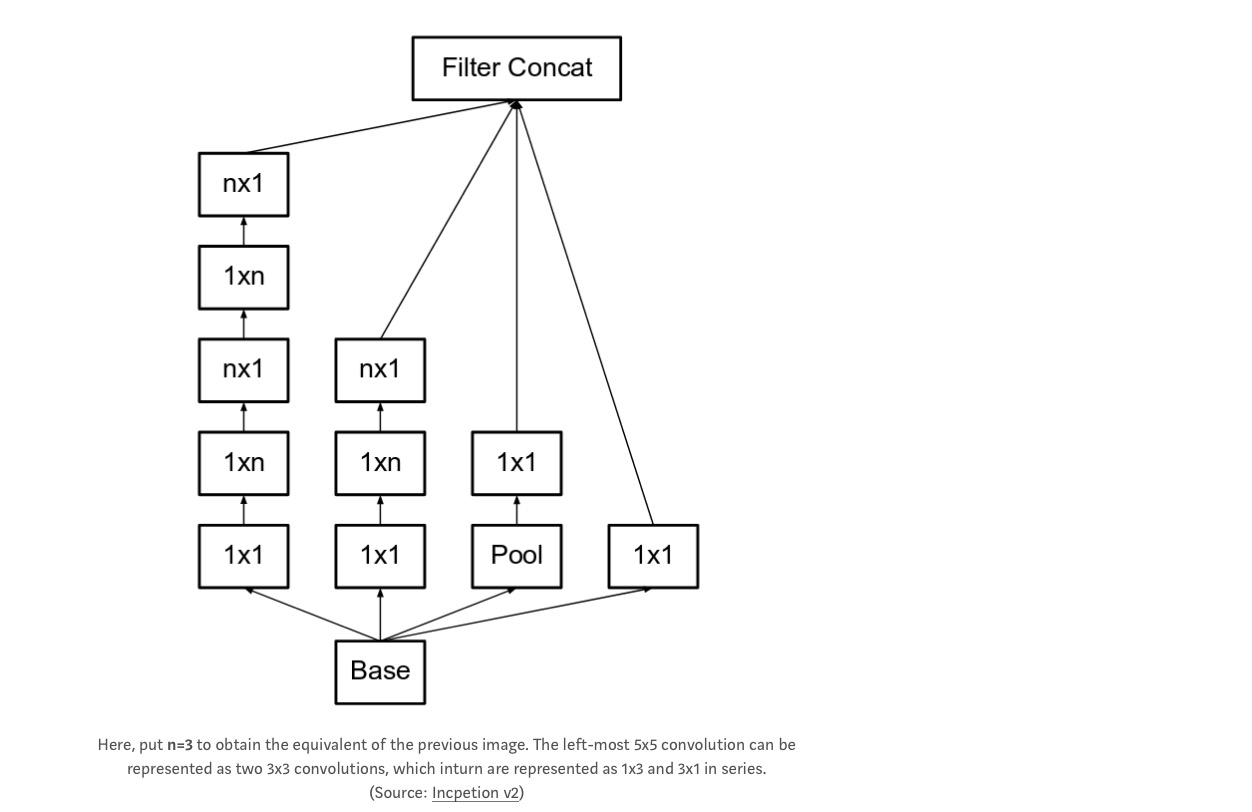 Filter Concat
nx1
1xn
nx1
nx1
1xn
1xn
1x1
1x1
1x1
Pool
1x1
Base
Here, put n=3 to obtain the equivalent of the previous image. The left-most 5x5 convolution can be
represented as two 3x3 convolutions, which inturn are represented as 1x3 and 3x1 in series.
(Source: Incpetion v2)